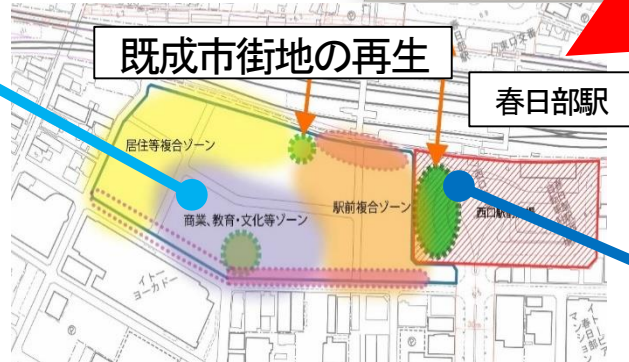 既成市街地の再生
春日部駅
居住等複合ゾーン
商業、教育・文化等ゾーン
駅前複合ゾーン
西口駅前広場
イトー
ヨーカドー